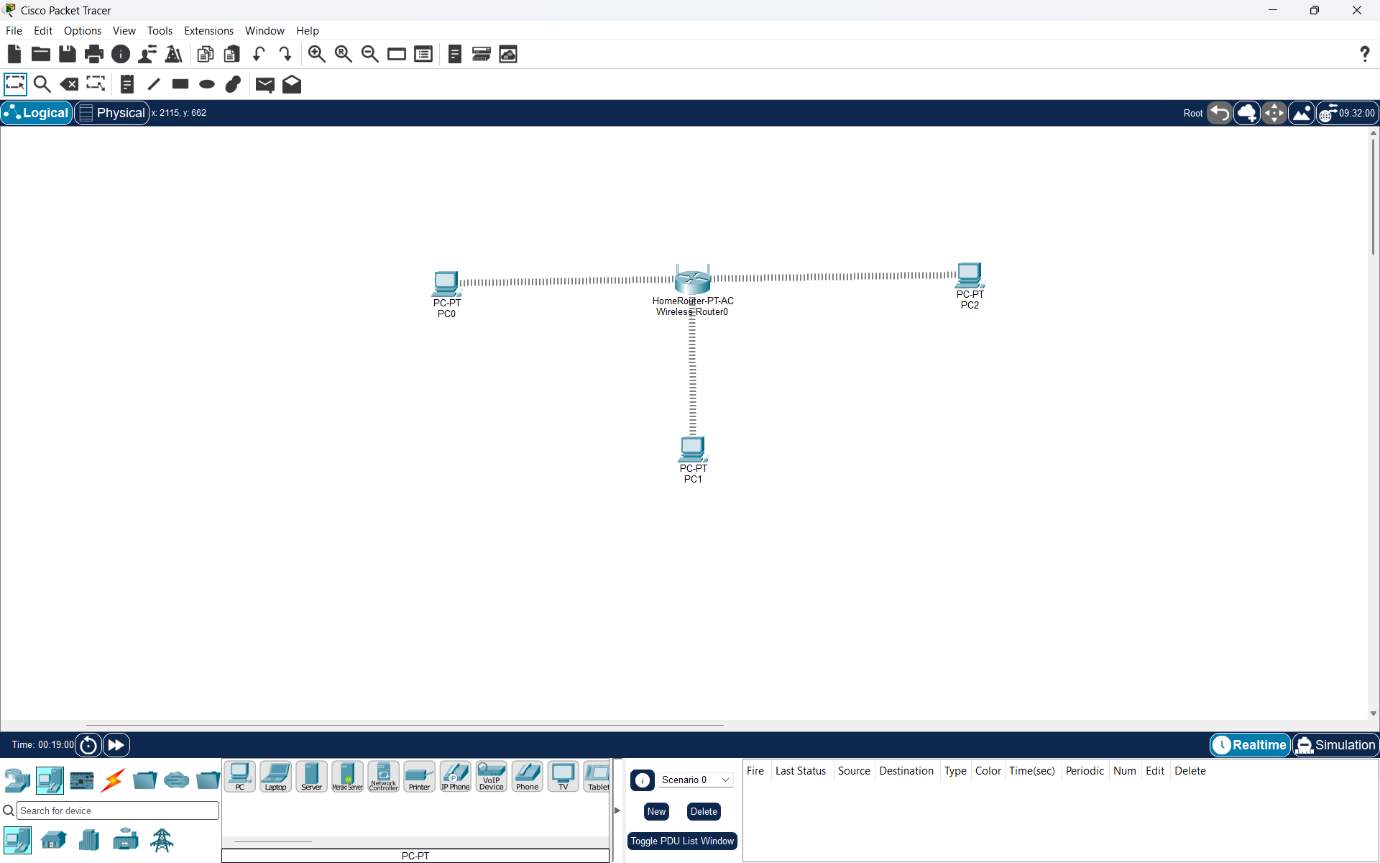 Cisco Packet Tracer
File Edit Options View Tools Extensions Window Help
Logical Physical x: 2115, y: 662 Root 09:32:00
PC-PT
PC0
HomeRouter-PT-AC
Wireless Router0
PC-PT
PC2
PC-PT
PC1
Time: 00:19:00 Realtime Simulation
PC Laptop Server Meraki Server Network Controller Printer IP Phone VoIP Device Phone TV Tablet
Search for device
PC-PT
Scenario 0
New Delete
Toggle PDU List Window
Fire Last Status Source Destination Type Color Time(sec) Periodic Num Edit Delete